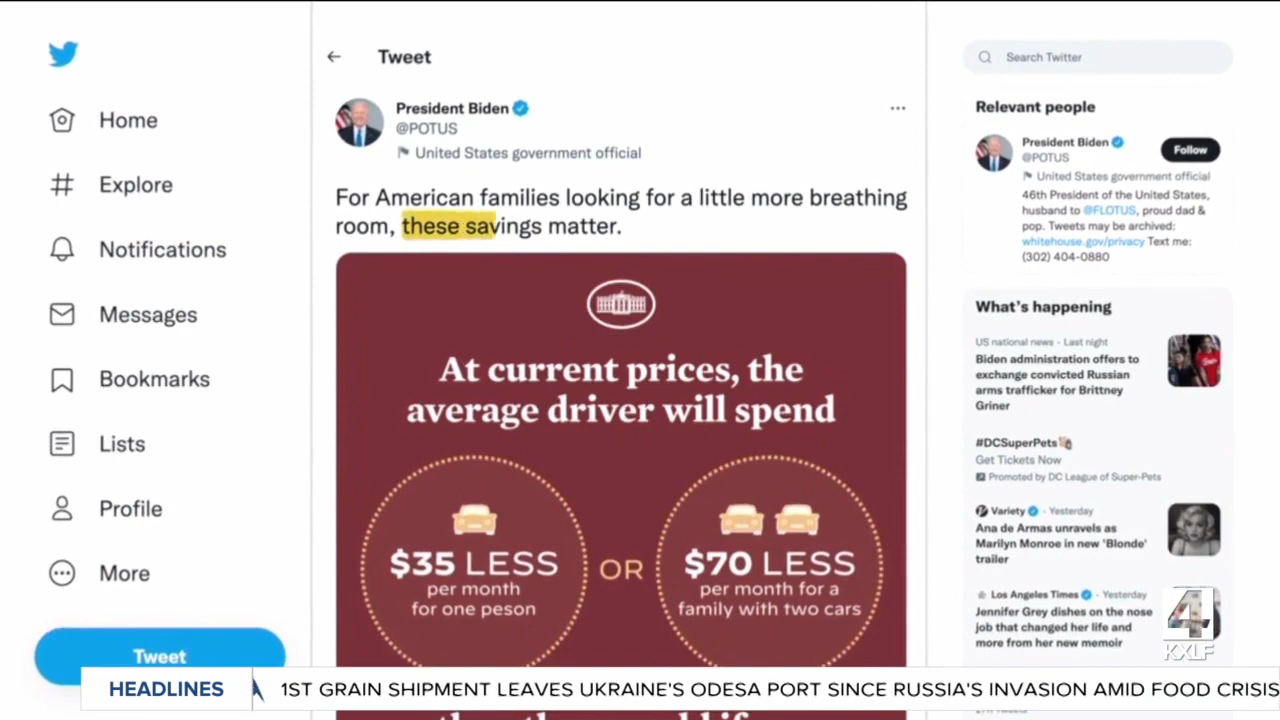 Tweet
Search Twitter
Home
Explore
Notifications
Messages
Bookmarks
Lists
Profile
More
Tweet
President Biden
@POTUS
United States government official
For American families looking for a little more breathing
room, these savings matter.
At current prices, the
average driver will spend
$35 LESS
per month
for one peson
OR
$70 LESS
per month for a
family with two cars
Relevant people
President Biden
@POTUS
Follow
United States government official
46th President of the United States,
husband to @FLOTUS, proud dad &
pop. Tweets may be archived:
whitehouse.gov/privacy Text me:
(302) 404-0880
What's happening
US national news · Last night
Biden administration offers to
exchange convicted Russian
arms trafficker for Brittney
Griner
#DCSuperPets
Get Tickets Now
Promoted by DC League of Super-Pets
Variety · Yesterday
Ana de Armas unravels as
Marilyn Monroe in new 'Blonde'
trailer
Los Angeles Times · Yesterday
Jennifer Grey dishes on the nose
job that changed her life and
more from her new memoir
4
KXLF
HEADLINES
1ST GRAIN SHIPMENT LEAVES UKRAINE'S ODESA PORT SINCE RUSSIA'S INVASION AMID FOOD CRISIS